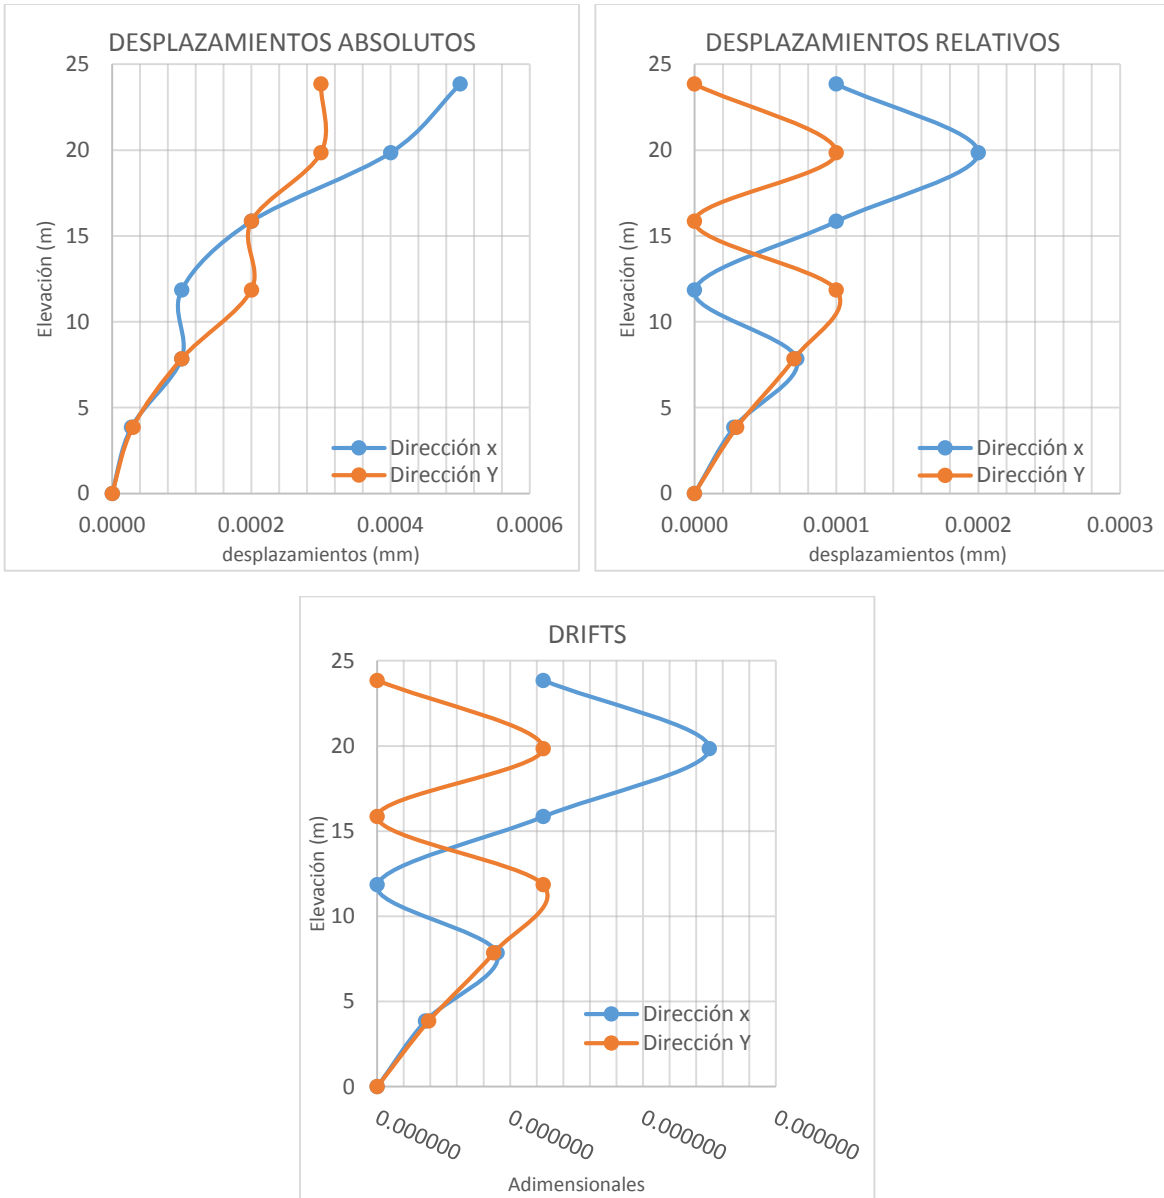 DESPLAZAMIENTOS ABSOLUTOS
25
20
15
10
5
0
Elevación (m)
Dirección x
Dirección Y
0.0000 0.0002 0.0004 0.0006
desplazamientos (mm)
DESPLAZAMIENTOS RELATIVOS
25
20
15
10
5
0
Elevación (m)
Dirección x
Dirección Y
0.0000 0.0001 0.0002 0.0003
desplazamientos (mm)
DRIFTS
25
20
15
10
5
0
Elevación (m)
Dirección x
Dirección Y
0.000000 0.000000 0.000000 0.000000
Adimensionales